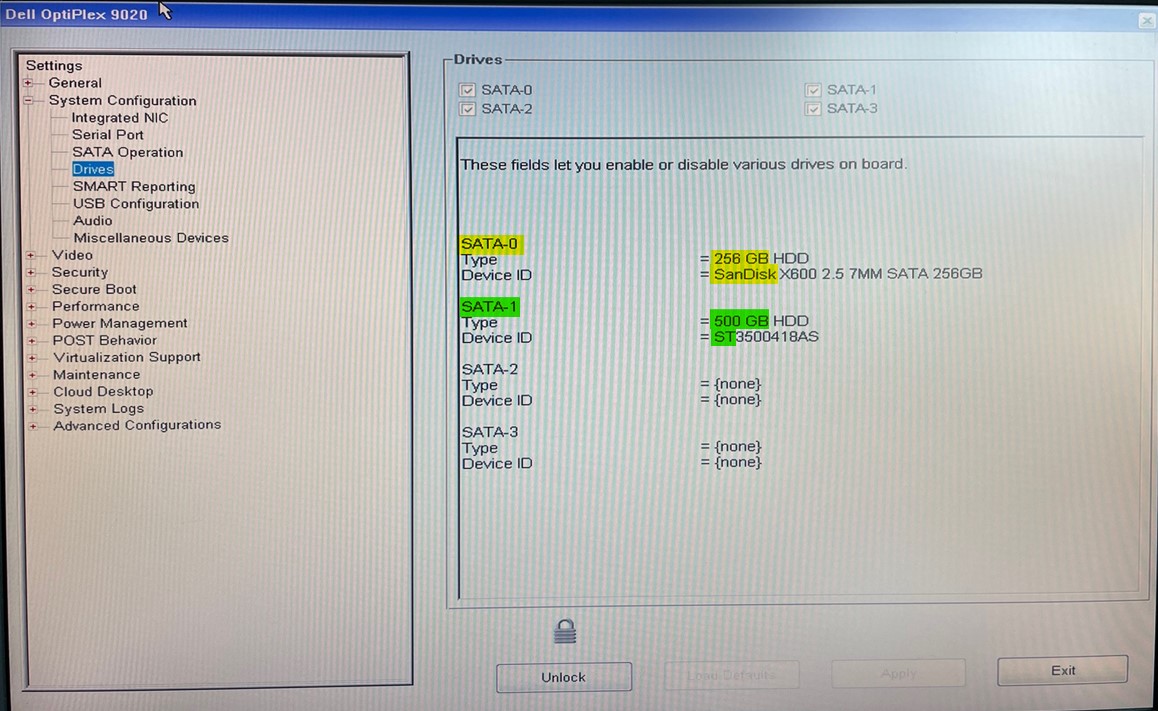 Dell OptiPlex 9020
Settings
General
System Configuration
Integrated NIC
Serial Port
SATA Operation
Drives
SMART Reporting
USB Configuration
Audio
Miscellaneous Devices
Video
Security
Secure Boot
Performance
Power Management
POST Behavior
Virtualization Support
Maintenance
Cloud Desktop
System Logs
Advanced Configurations
Drives
SATA-0 SATA-1
SATA-2 SATA-3
These fields let you enable or disable various drives on board.
SATA-0
Type = 256 GB HDD
Device ID = SanDisk X600 2.5 7MM SATA 256GB
SATA-1
Type = 500 GB HDD
Device ID = ST3500418AS
SATA-2
Type = {none}
Device ID = {none}
SATA-3
Type = {none}
Device ID = {none}
Unlock Load Defaults Apply Exit